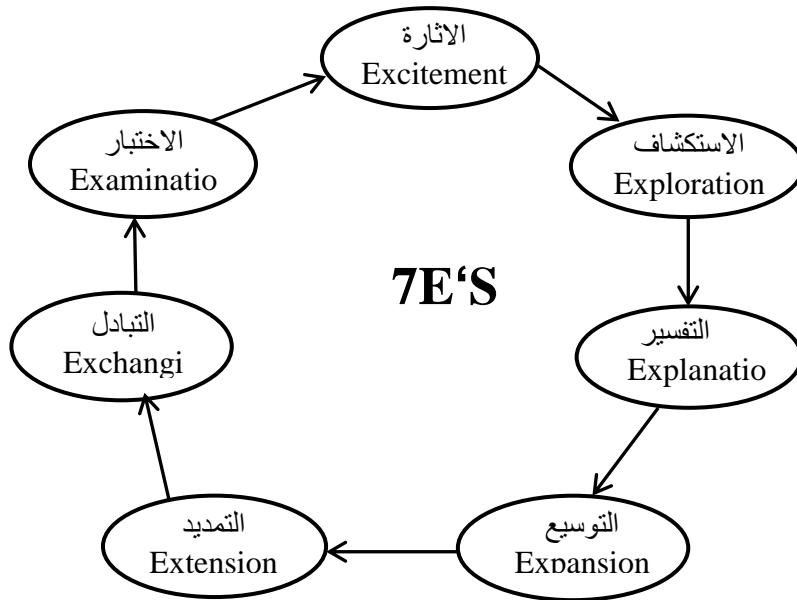 الاثارة
Excitement
الاستكشاف
Exploration
التفسير
Explanatio
التوسيع
Expansion
التمديد
Extension
التبادل
Exchangi
الاختبار
Examinatio
7E‘S